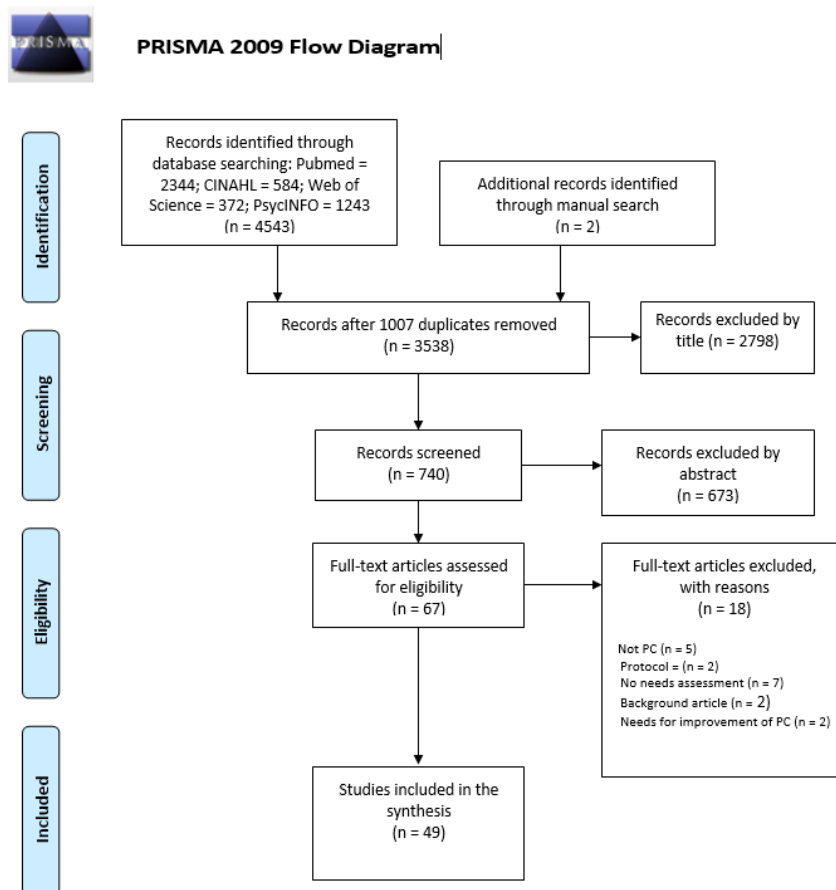 PRISMA
PRISMA 2009 Flow Diagram
Identification
Records identified through
database searching: Pubmed =
2344; CINAHL = 584; Web of
Science = 372; PsycINFO = 1243
(n = 4543)
Additional records identified
through manual search
(n = 2)
Records after 1007 duplicates removed
(n = 3538)
Records excluded by
title (n = 2798)
Screening
Records screened
(n = 740)
Records excluded by
abstract
(n = 673)
Eligibility
Full-text articles assessed
for eligibility
(n = 67)
Full-text articles excluded,
with reasons
(n = 18)
Not PC (n = 5)
Protocol = (n = 2)
No needs assessment (n = 7)
Background article (n = 2)
Needs for improvement of PC (n = 2)
Included
Studies included in the
synthesis
(n = 49)